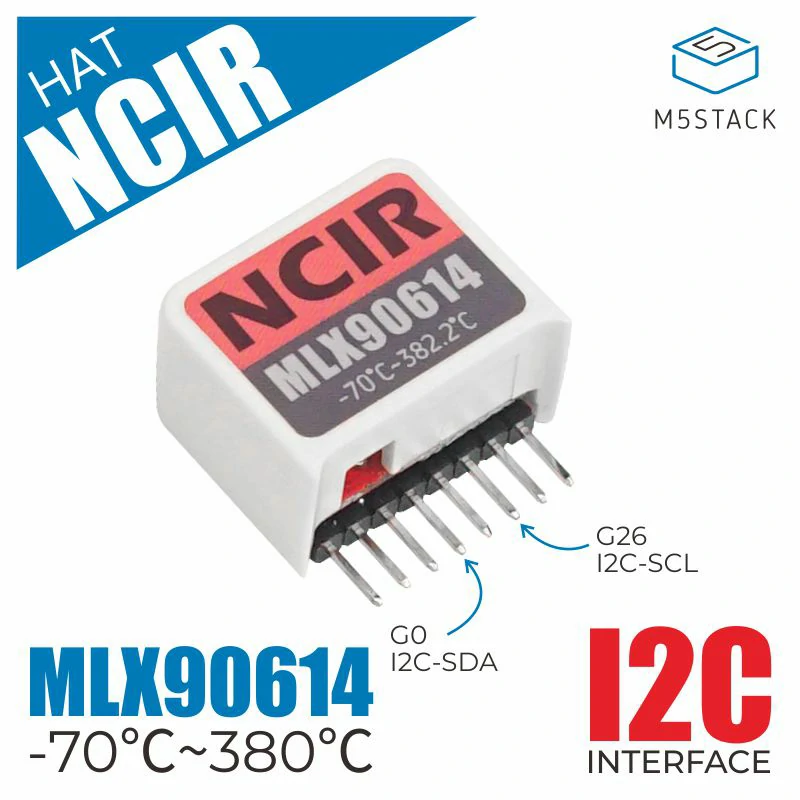 HAT
NCIR
5
M5STACK
NCIR
MLX90614
-70°C-382.2°C
G26
I2C-SCL
G0
I2C-SDA
MLX90614
-70°C~380°C
I2C
INTERFACE